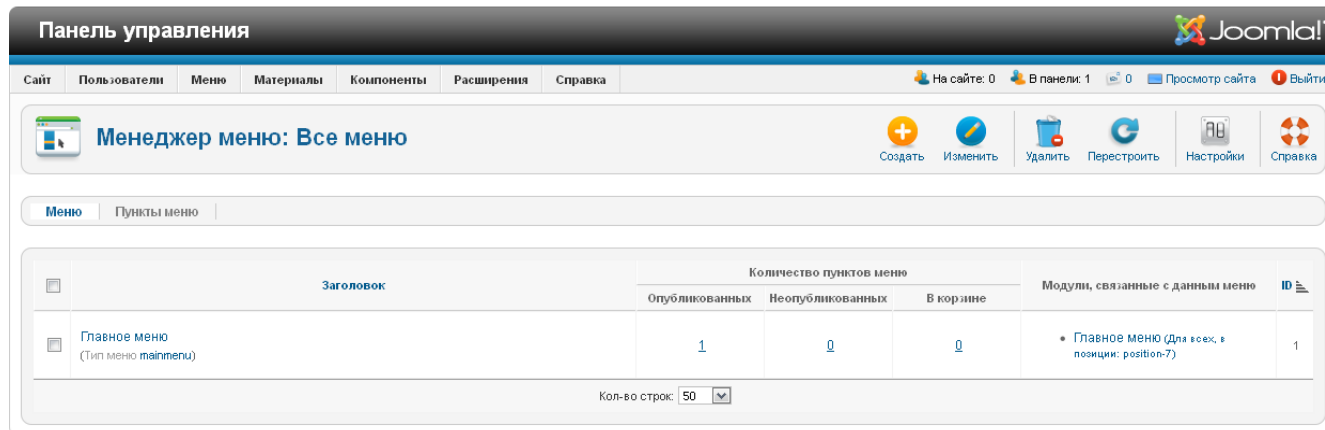 Панель управления
Joomla!
Сайт Пользователи Меню Материалы Компоненты Расширения Справка На сайте: 0 В панели: 1 0 Просмотр сайта Выйти
Менеджер меню: Все меню
Создать Изменить Удалить Перестроить Настройки Справка
Меню Пункты меню
Заголовок
Количество пунктов меню
Опубликованных Неопубликованных В корзине
Модули, связанные с данным меню
ID
Главное меню
(Тип меню mainmenu)
1 0 0
Главное меню (Для всех, в
позиции: position-7)
1
Кол-во строк: 50